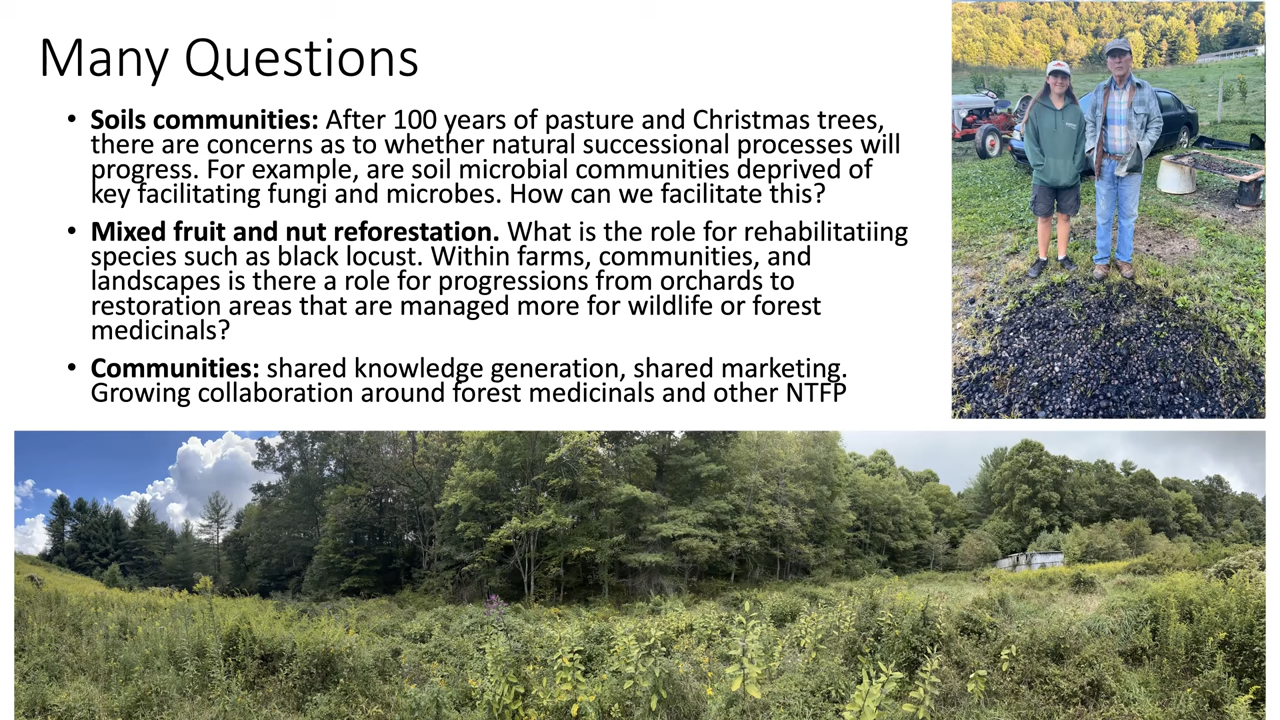 Many Questions
• Soils communities: After 100 years of pasture and Christmas trees,
there are concerns as to whether natural successional processes will
progress. For example, are soil microbial communities deprived of
key facilitating fungi and microbes. How can we facilitate this?
• Mixed fruit and nut reforestation. What is the role for rehabilitatiing
species such as black locust. Within farms, communities, and
landscapes is there a role for progressions from orchards to
restoration areas that are managed more for wildlife or forest
medicinals?
• Communities: shared knowledge generation, shared marketing.
Growing collaboration around forest medicinals and other NTFP